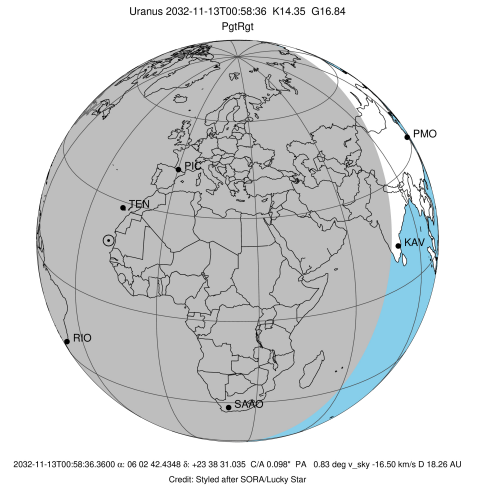 Uranus 2032-11-13T00:58:36 K14.35 G16.84
PgtRgt
PMO
PIC
TEN
KAV
RIO
SAAO
2032-11-13T00:58:36.3600 α: 06 02 42.4348 δ: +23 38 31.035 C/A 0.098" PA 0.83 deg v_sky -16.50 km/s D 18.26 AU
Credit: Styled after SORA/Lucky Star